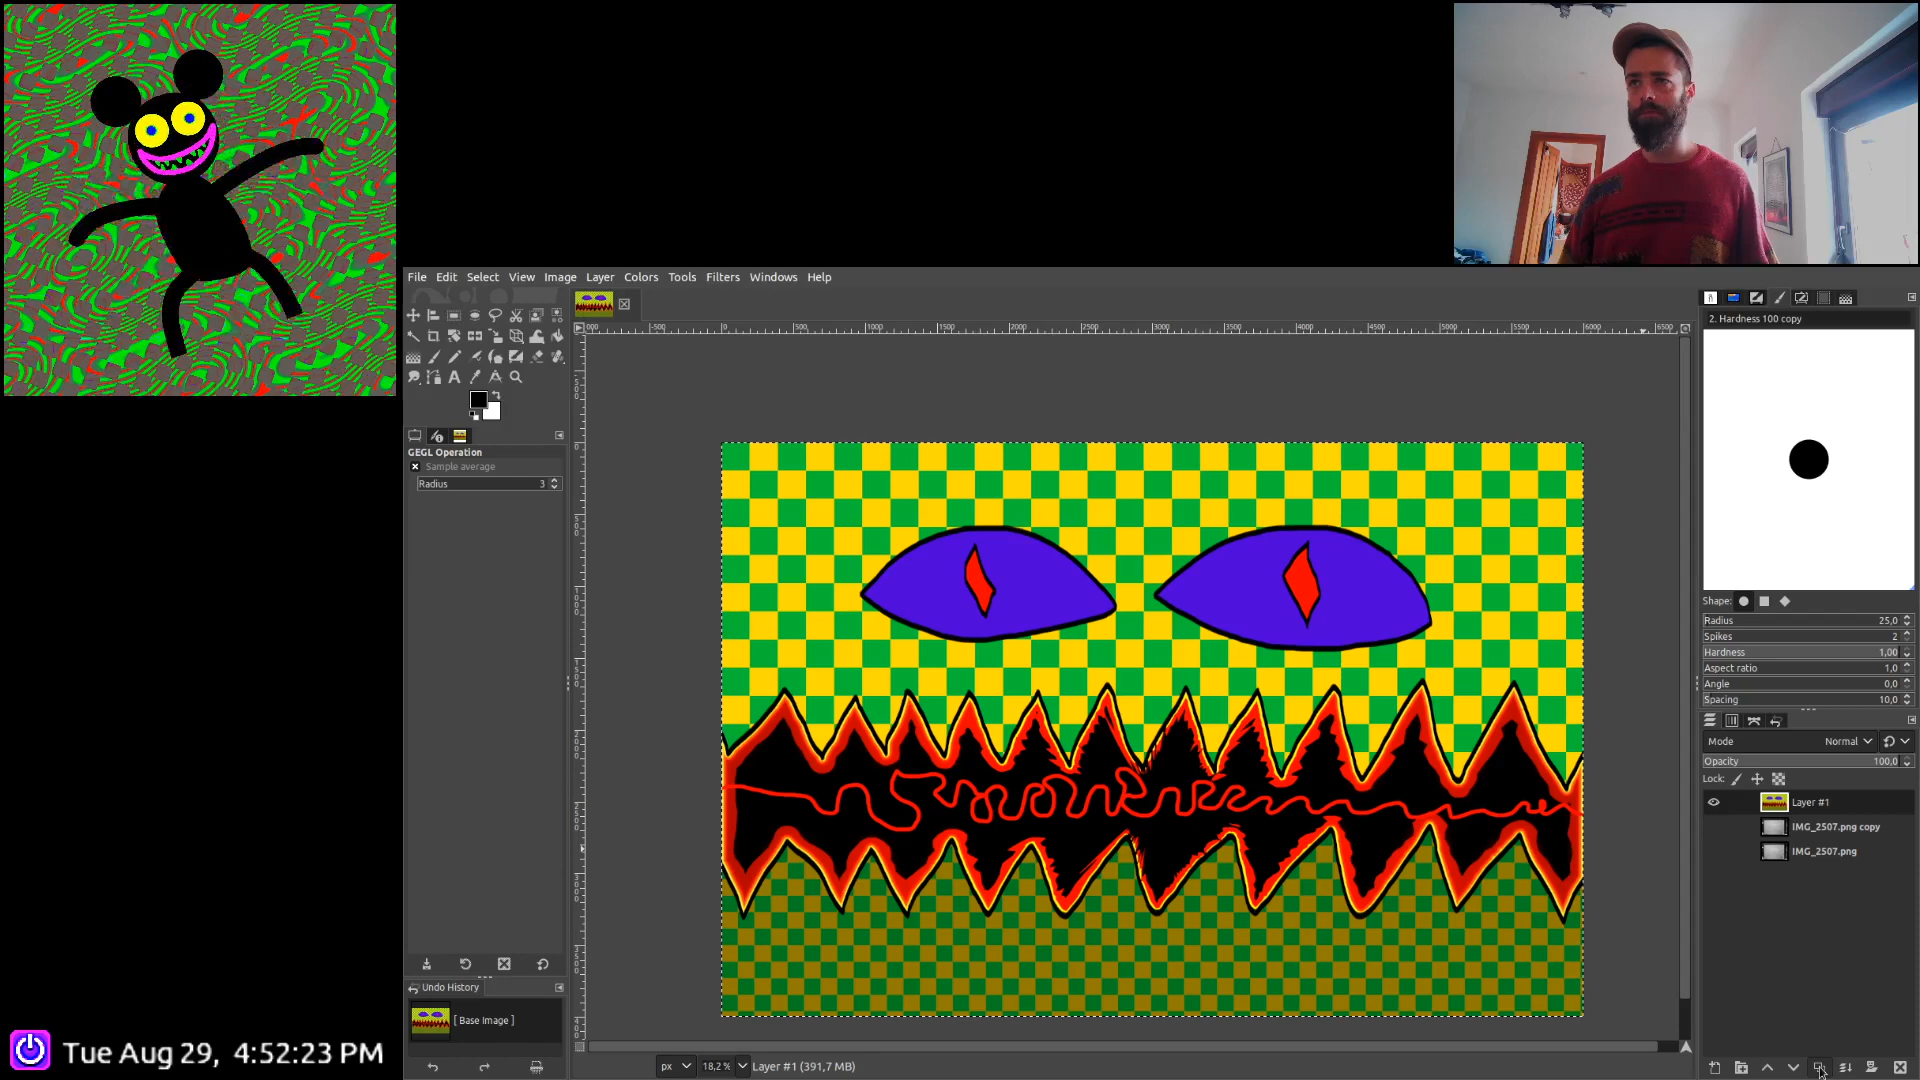 File Edit Select View Image Layer Colors Tools Filters Windows Help
2. Hardness 100 copy
GEGL Operation
Sample average
Radius 3
Shape:
Radius 25,0
Spikes 2
Hardness 1,00
Aspect ratio 1,0
Angle 0,0
Spacing 10,0
Mode Normal
Opacity 100,0
Lock:
Layer #1
IMG_2507.png copy
IMG_2507.png
Undo History
[ Base Image ]
px 18,2 % Layer #1 (391,7 MB)
Tue Aug 29, 4:52:23 PM